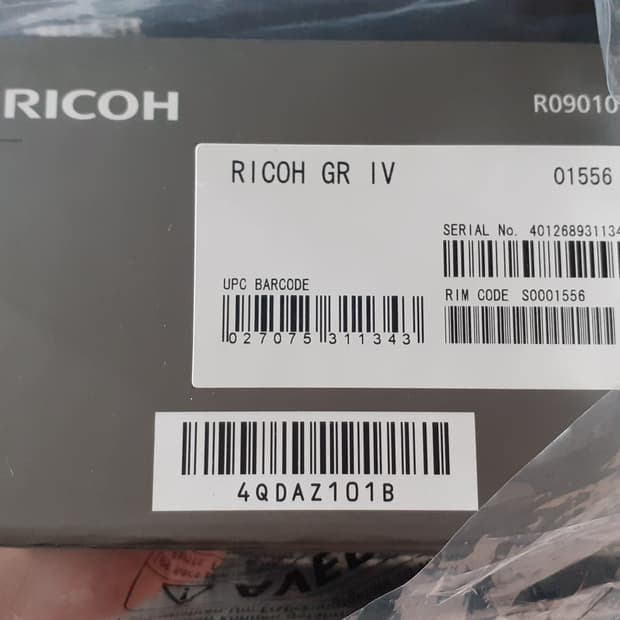 RICOH
R09010
RICOH GR IV
01556
SERIAL No. 401268931134
UPC BARCODE
RIM CODE S0001556
027075 311343
4QDAZ101B